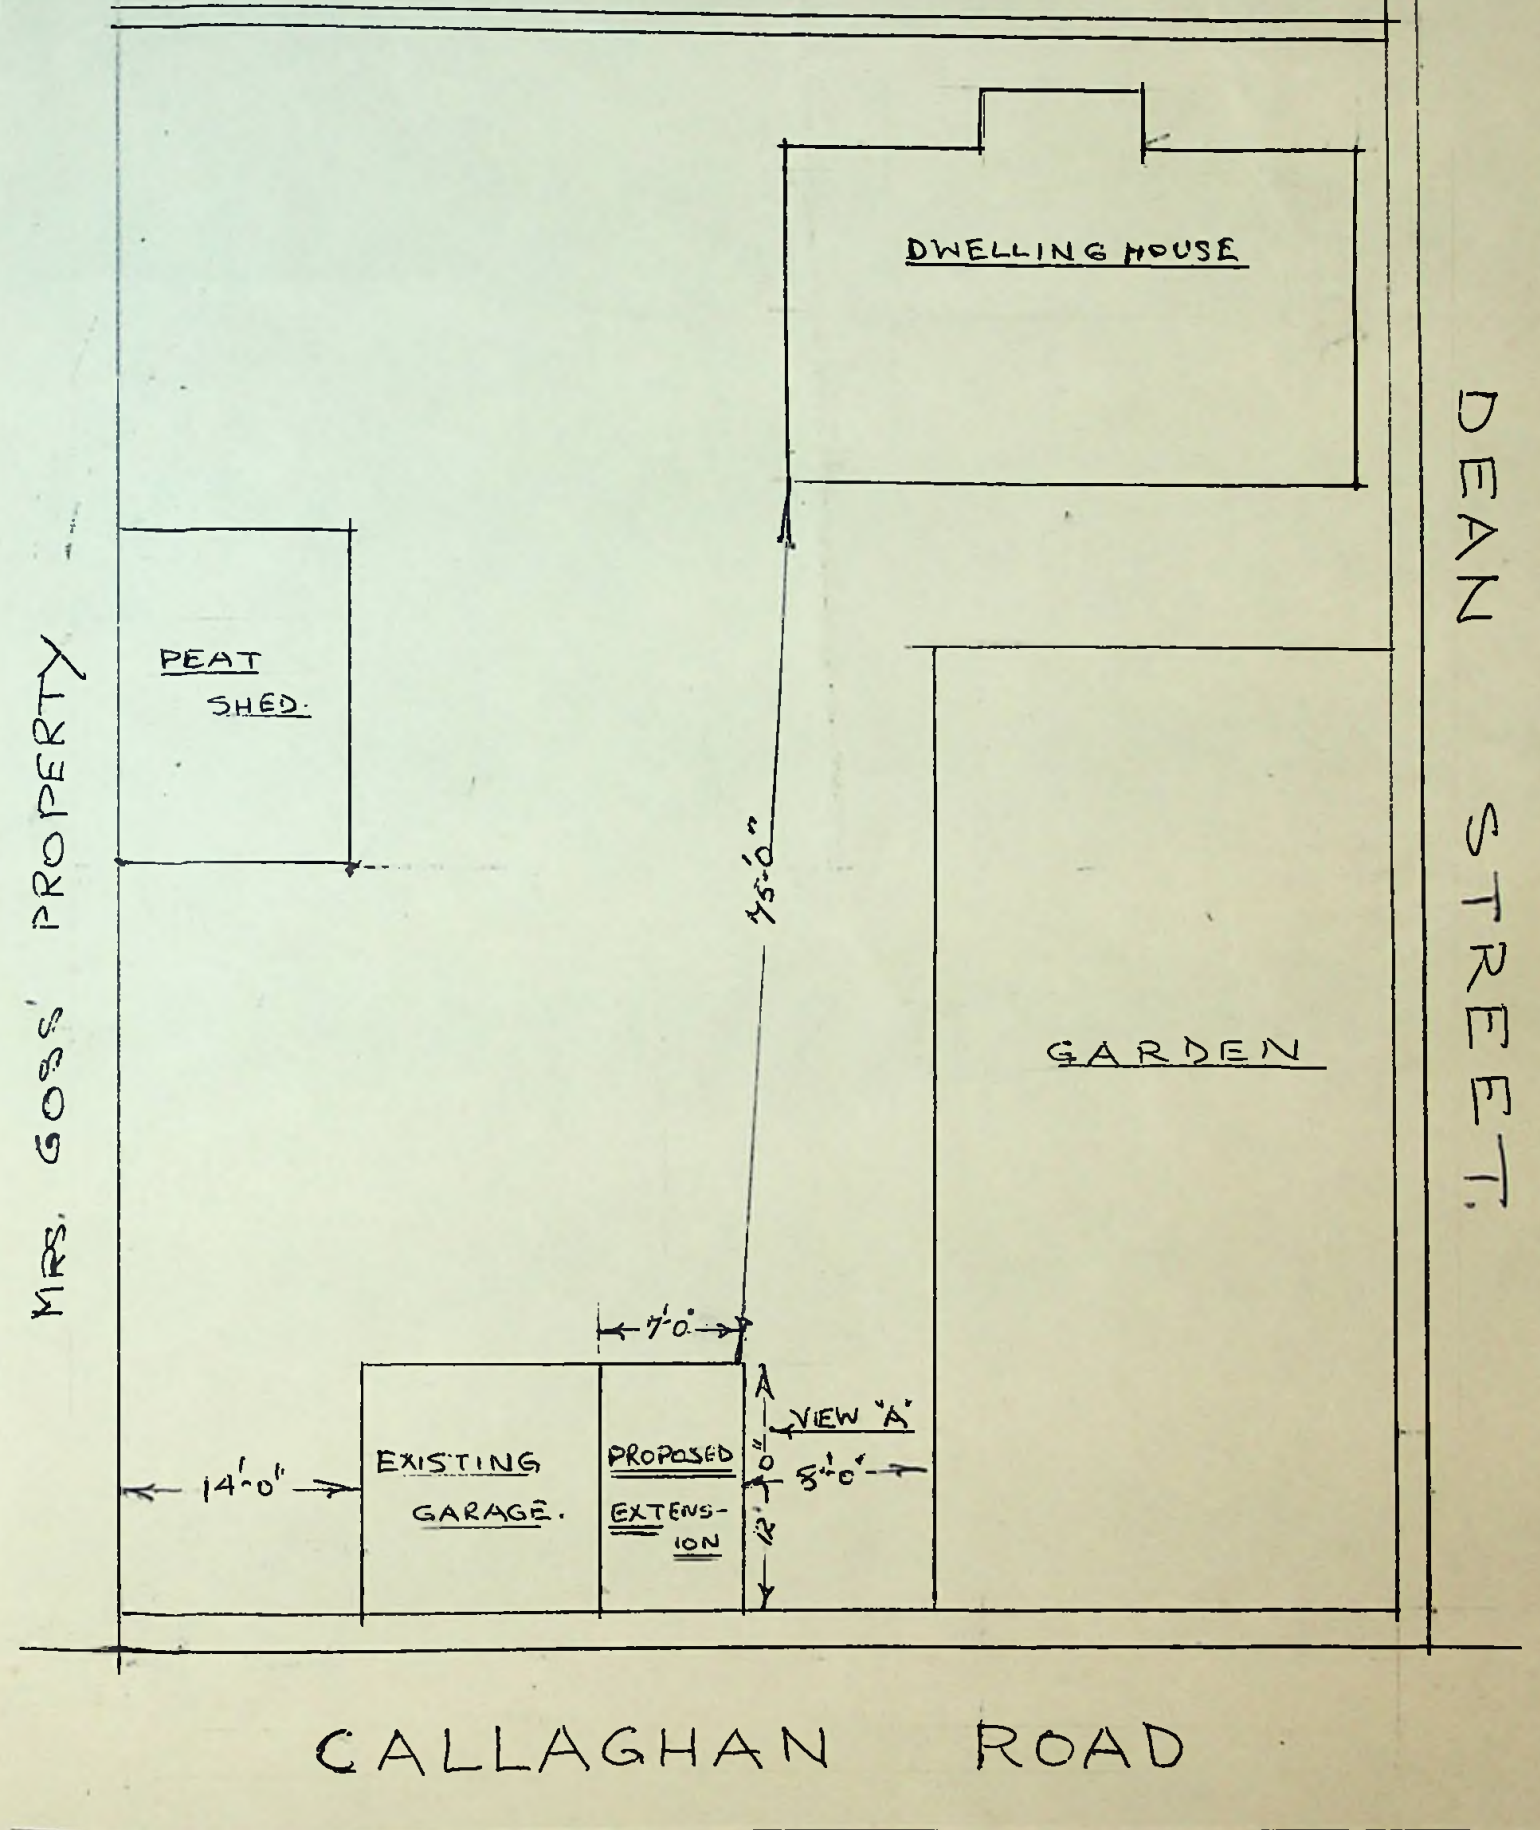 DWELLING HOUSE
DEAN STREET.
PEAT
SHED.
MRS. GOSS' PROPERTY
75'-0"
GARDEN
7'-0"
VIEW "A"
EXISTING
GARAGE.
PROPOSED
EXTENS-
ION
14'-0"
12'-0"
8'-0"
CALLAGHAN ROAD